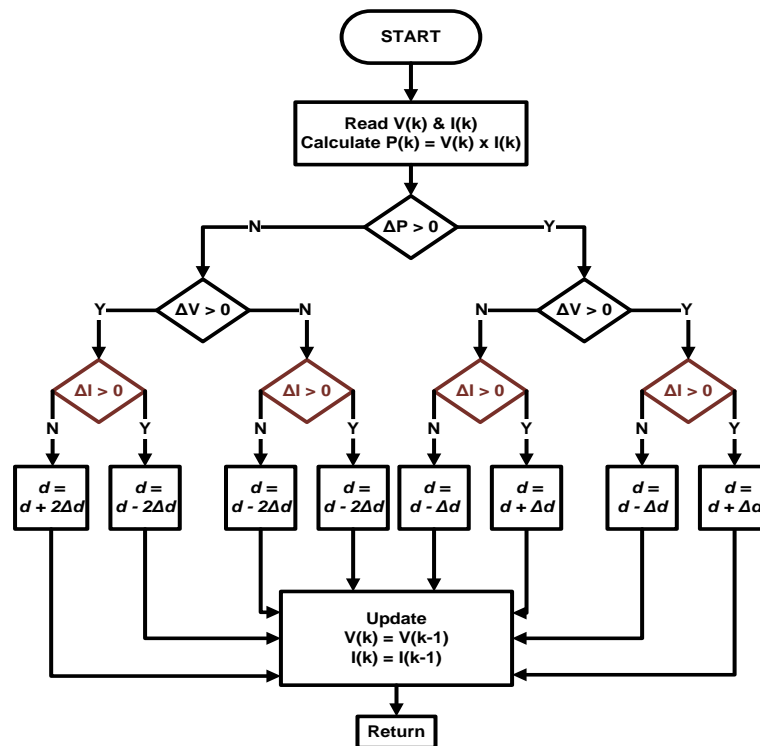 START
Read V(k) & I(k)
Calculate P(k) = V(k) x I(k)
ΔP > 0
N
Y
ΔV > 0
ΔV > 0
Y
N
N
Y
ΔI > 0
ΔI > 0
ΔI > 0
ΔI > 0
N
Y
N
Y
N
Y
N
Y
d =
d + 2Δd
d =
d - 2Δd
d =
d - 2Δd
d =
d - 2Δd
d =
d - Δd
d =
d + Δd
d =
d - Δd
d =
d + Δd
Update
V(k) = V(k-1)
I(k) = I(k-1)
Return